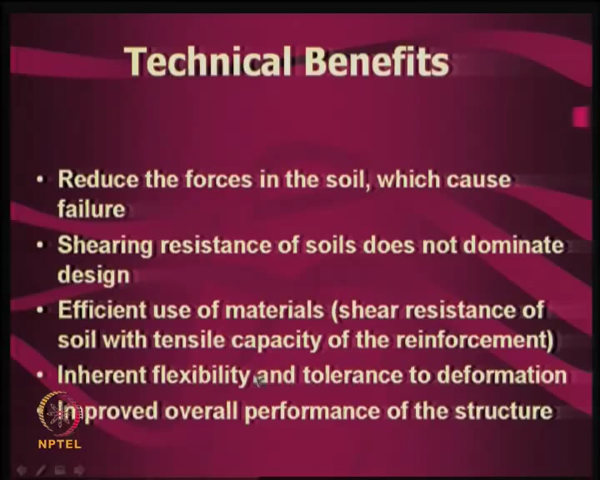 Technical Benefits
• Reduce the forces in the soil, which cause
failure
• Shearing resistance of soils does not dominate
design
• Efficient use of materials (shear resistance of
soil with tensile capacity of the reinforcement)
• Inherent flexibility and tolerance to deformation
• Improved overall performance of the structure
NPTEL